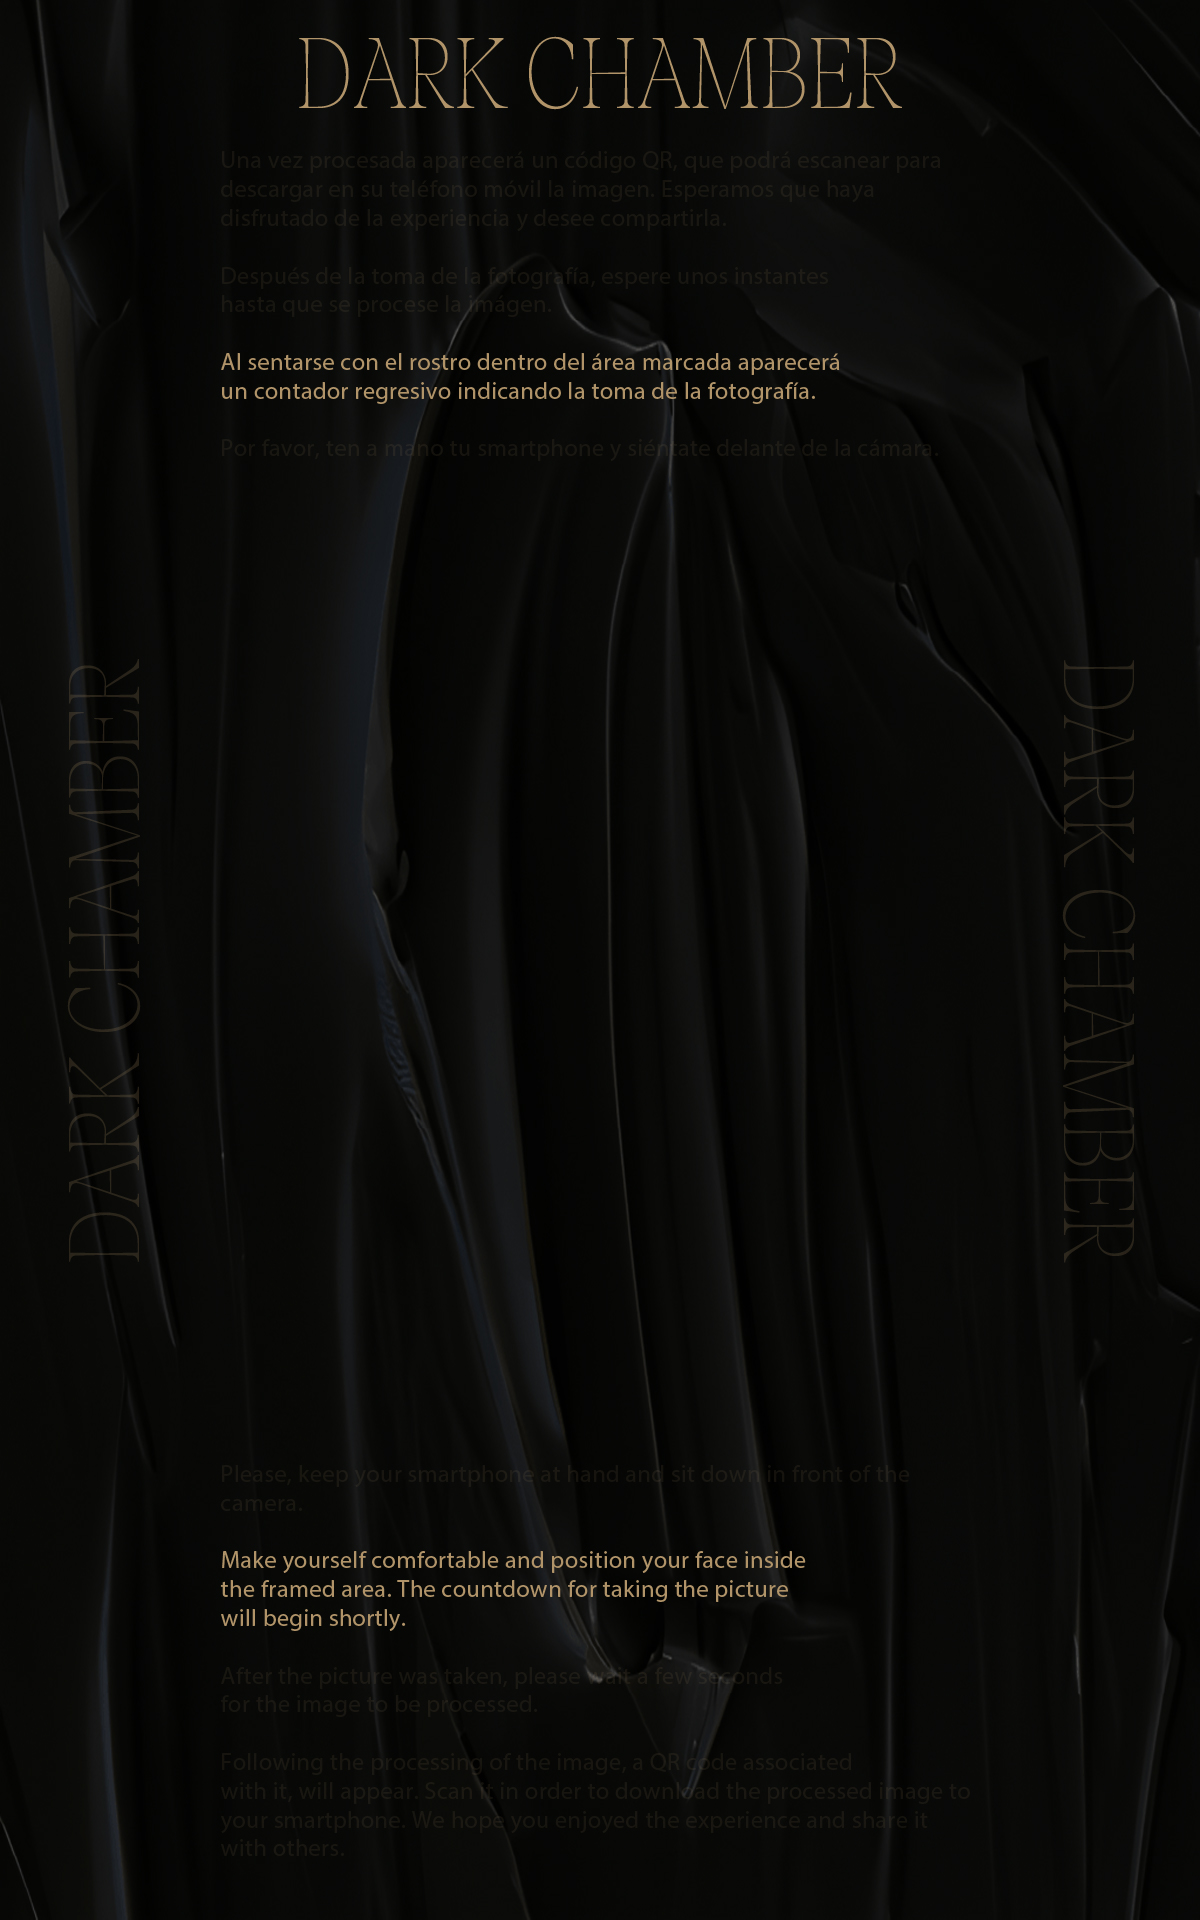 DARK CHAMBER
Una vez procesada aparecerá un código QR, que podrá escanear para
descargar en su teléfono móvil la imagen. Esperamos que haya
disfrutado de la experiencia y desee compartirla.
Después de la toma de la fotografía, espere unos instantes
hasta que se procese la imágen.
Al sentarse con el rostro dentro del área marcada aparecerá
un contador regresivo indicando la toma de la fotografía.
Por favor, ten a mano tu smartphone y siéntate delante de la cámara.
DARK CHAMBER
DARK CHAMBER
Please, keep your smartphone at hand and sit down in front of the
camera.
Make yourself comfortable and position your face inside
the framed area. The countdown for taking the picture
will begin shortly.
After the picture was taken, please wait a few seconds
for the image to be processed.
Following the processing of the image, a QR code associated
with it, will appear. Scan it in order to download the processed image to
your smartphone. We hope you enjoyed the experience and share it
with others.